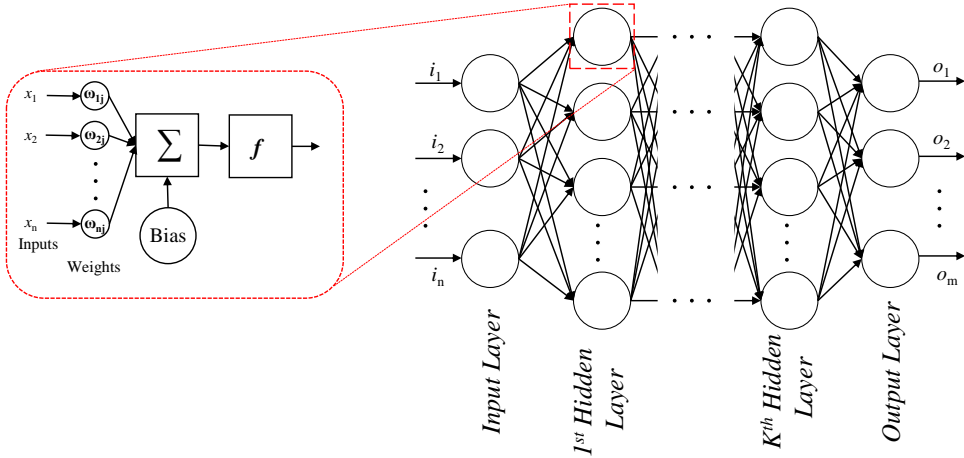 x₁
ω₁ⱼ
x₂
ω₂ⱼ
Σ
f
xₙ
ωₙⱼ
Bias
Inputs
Weights
i₁
i₂
iₙ
o₁
o₂
oₘ
Input Layer
1ˢᵗ Hidden
Layer
Kᵗʰ Hidden
Layer
Output Layer